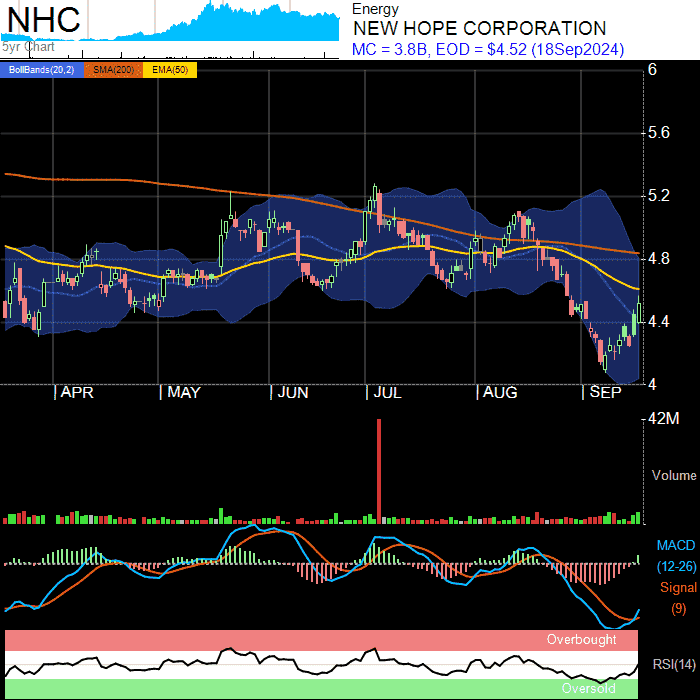 NHC
5yr Chart
Energy
NEW HOPE CORPORATION
MC = 3.8B, EOD = $4.52 (18Sep2024)
BollBands(20,2) SMA(200) EMA(50)
6
5.6
5.2
4.8
4.4
4
APR MAY JUN JUL AUG SEP
42M
Volume
MACD
(12-26)
Signal
(9)
Overbought
RSI(14)
Oversold